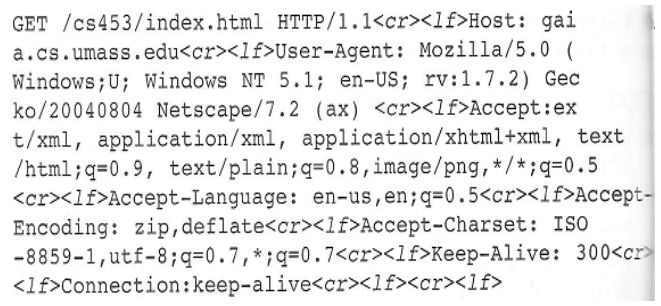 GET /cs453/index.html HTTP/1.1<cr><lf>Host: gai
a.cs.umass.edu<cr><lf>User-Agent: Mozilla/5.0 (
Windows;U; Windows NT 5.1; en-US; rv:1.7.2) Gec
ko/20040804 Netscape/7.2 (ax) <cr><lf>Accept:ex
t/xml, application/xml, application/xhtml+xml, text
/html;q=0.9, text/plain;q=0.8,image/png,*/*;q=0.5
<cr><lf>Accept-Language: en-us,en;q=0.5<cr><lf>Accept-
Encoding: zip,deflate<cr><lf>Accept-Charset: ISO
-8859-1,utf-8;q=0.7,*;q=0.7<cr><lf>Keep-Alive: 300<cr>
<lf>Connection:keep-alive<cr><lf><cr><lf>